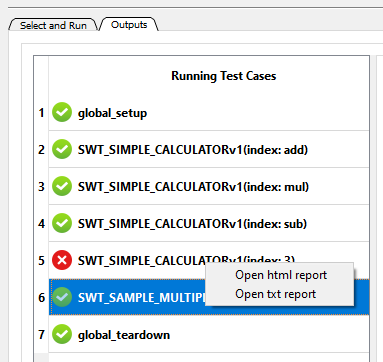 Select and Run Outputs
Running Test Cases
1 global_setup
2 SWT_SIMPLE_CALCULATORv1(index: add)
3 SWT_SIMPLE_CALCULATORv1(index: mul)
4 SWT_SIMPLE_CALCULATORv1(index: sub)
5 SWT_SIMPLE_CALCULATORv1(index: 3)
Open html report
6 SWT_SAMPLE_MULTIPL
Open txt report
7 global_teardown